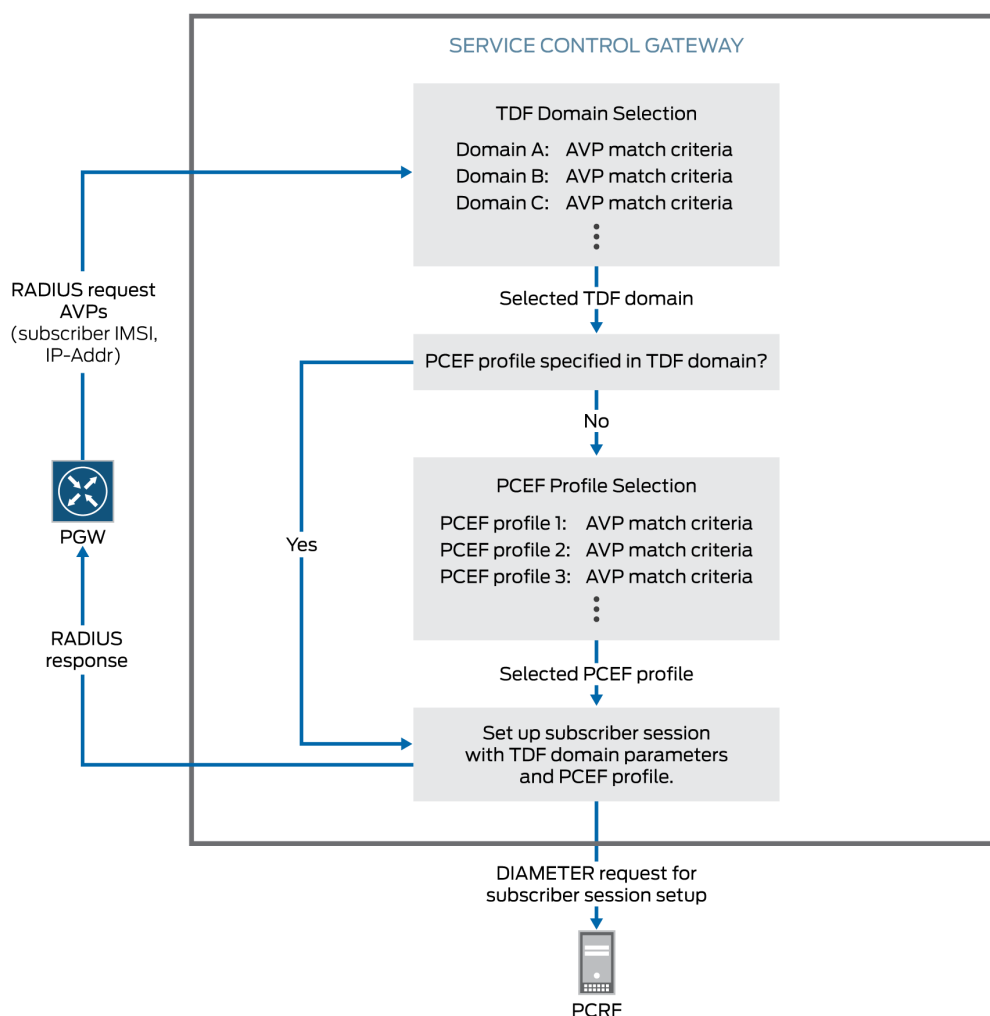 SERVICE CONTROL GATEWAY
TDF Domain Selection
Domain A: AVP match criteria
Domain B: AVP match criteria
Domain C: AVP match criteria
RADIUS request
AVPs
(subscriber IMSI,
IP-Addr)
Selected TDF domain
PCEF profile specified in TDF domain?
No
PCEF Profile Selection
PCEF profile 1: AVP match criteria
PCEF profile 2: AVP match criteria
PCEF profile 3: AVP match criteria
PGW
Yes
RADIUS
response
Selected PCEF profile
Set up subscriber session
with TDF domain parameters
and PCEF profile.
DIAMETER request for
subscriber session setup
PCRF